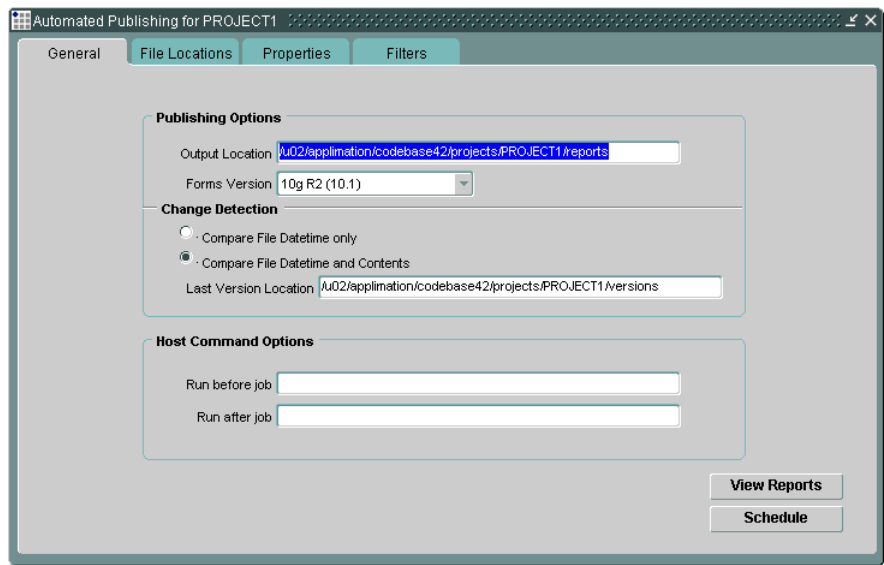 Automated Publishing for PROJECT1
General File Locations Properties Filters
Publishing Options
Output Location /u02/applimation/codebase42/projects/PROJECT1/reports
Forms Version 10g R2 (10.1)
Change Detection
Compare File Datetime only
Compare File Datetime and Contents
Last Version Location /u02/applimation/codebase42/projects/PROJECT1/versions
Host Command Options
Run before job
Run after job
View Reports
Schedule